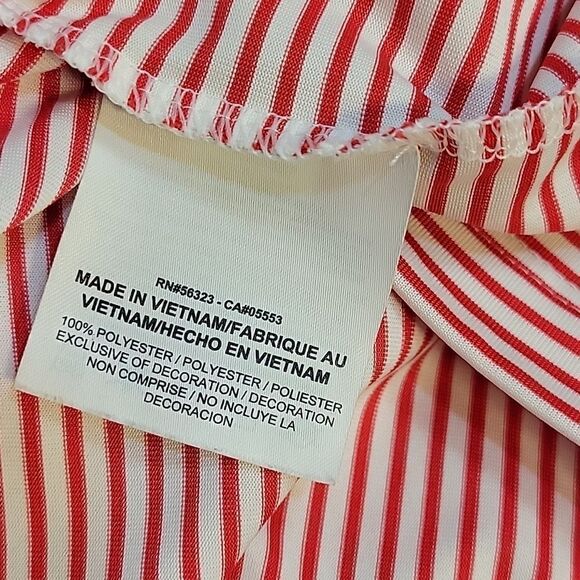 RN#56323 - CA#05553
MADE IN VIETNAM/FABRIQUE AU
VIETNAM/HECHO EN VIETNAM
100% POLYESTER / POLYESTER / POLIESTER
EXCLUSIVE OF DECORATION / DECORATION
NON COMPRISE / NO INCLUYE LA
DECORACION